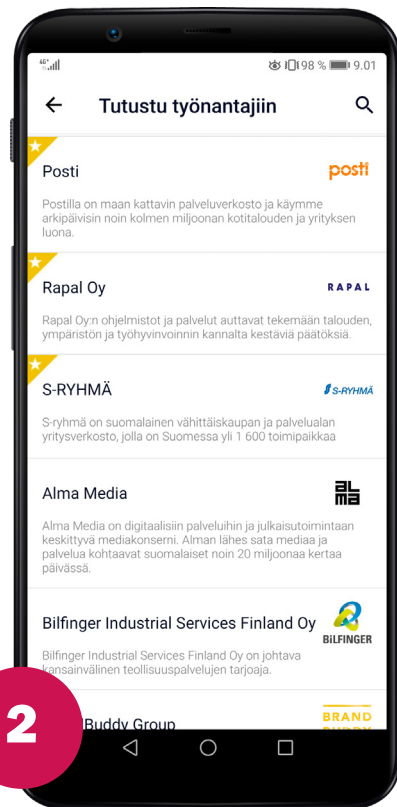 4G+
98 % 9.01
Tutustu työnantajiin
Posti
posti
Postilla on maan kattavin palveluverkosto ja käymme
arkipäivisin noin kolmen miljoonan kotitalouden ja yrityksen
luona.
Rapal Oy
RAPAL
Rapal Oy:n ohjelmistot ja palvelut auttavat tekemään talouden,
ympäristön ja työhyvinvoinnin kannalta kestäviä päätöksiä.
S-RYHMÄ
S-RYHMÄ
S-ryhmä on suomalainen vähittäiskaupan ja palvelualan
yritysverkosto, jolla on Suomessa yli 1 600 toimipaikkaa
Alma Media
al
ma
Alma Media on digitaalisiin palveluihin ja julkaisutoimintaan
keskittyvä mediakonserni. Alman lähes sata mediaa ja
palvelua kohtaavat suomalaiset noin 20 miljoonaa kertaa
päivässä.
Bilfinger Industrial Services Finland Oy
BILFINGER
Bilfinger Industrial Services Finland Oy on johtava
kansainvälinen teollisuuspalvelujen tarjoaja.
Buddy Group
BRAND
BUDDY
2